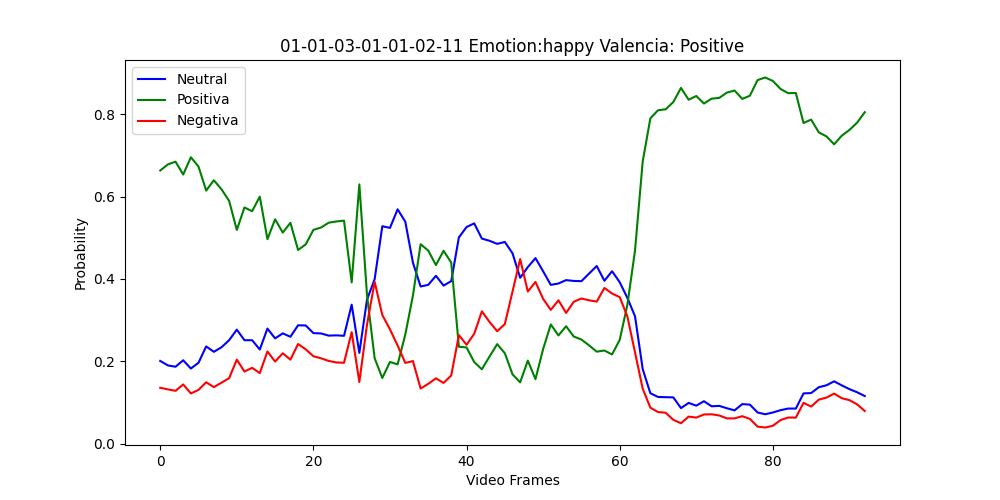 01-01-03-01-01-02-11 Emotion:happy Valencia: Positive
Neutral
Positiva
Negativa
Probability
0.8
0.6
0.4
0.2
0.0
0 20 40 60 80
Video Frames